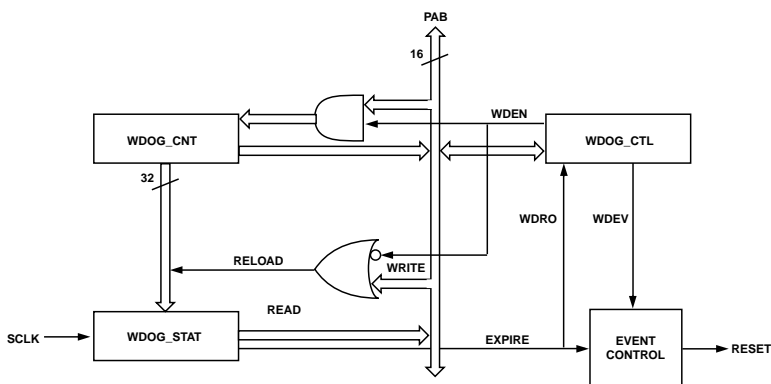 PAB
16
WDEN
WDOG_CNT
WDOG_CTL
32
WDRO
WDEV
RELOAD
WRITE
READ
SCLK
WDOG_STAT
EXPIRE
EVENT
CONTROL
RESET